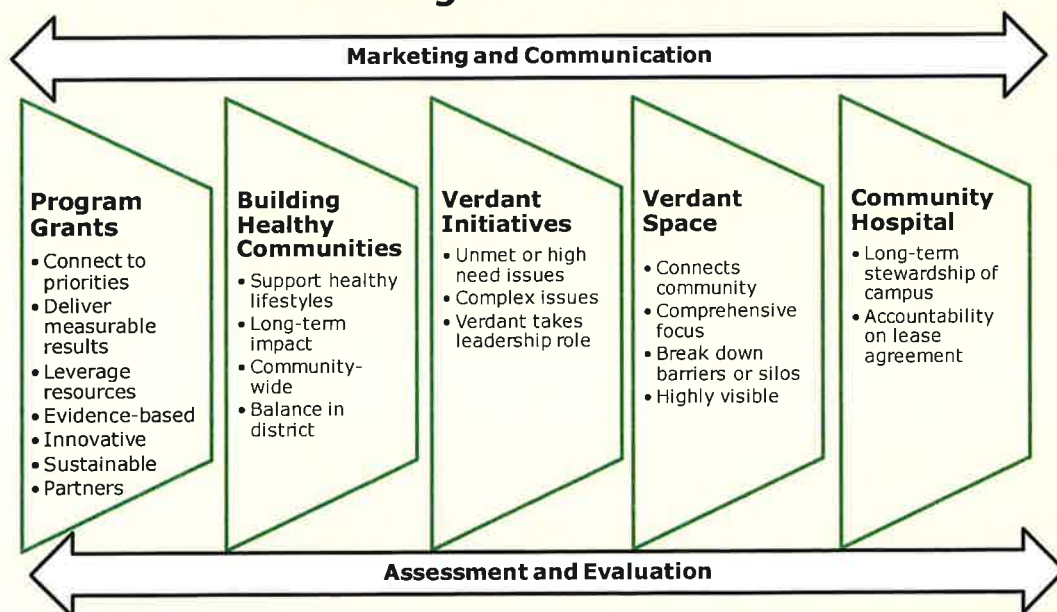 Marketing and Communication
Program
Grants
• Connect to
priorities
• Deliver
measurable
results
• Leverage
resources
• Evidence-based
• Innovative
• Sustainable
• Partners
Building
Healthy
Communities
• Support healthy
lifestyles
• Long-term
impact
• Community-
wide
• Balance in
district
Verdant
Initiatives
• Unmet or high
need issues
• Complex issues
• Verdant takes
leadership role
Verdant
Space
• Connects
community
• Comprehensive
focus
• Break down
barriers or silos
• Highly visible
Community
Hospital
• Long-term
stewardship of
campus
• Accountability
on lease
agreement
Assessment and Evaluation